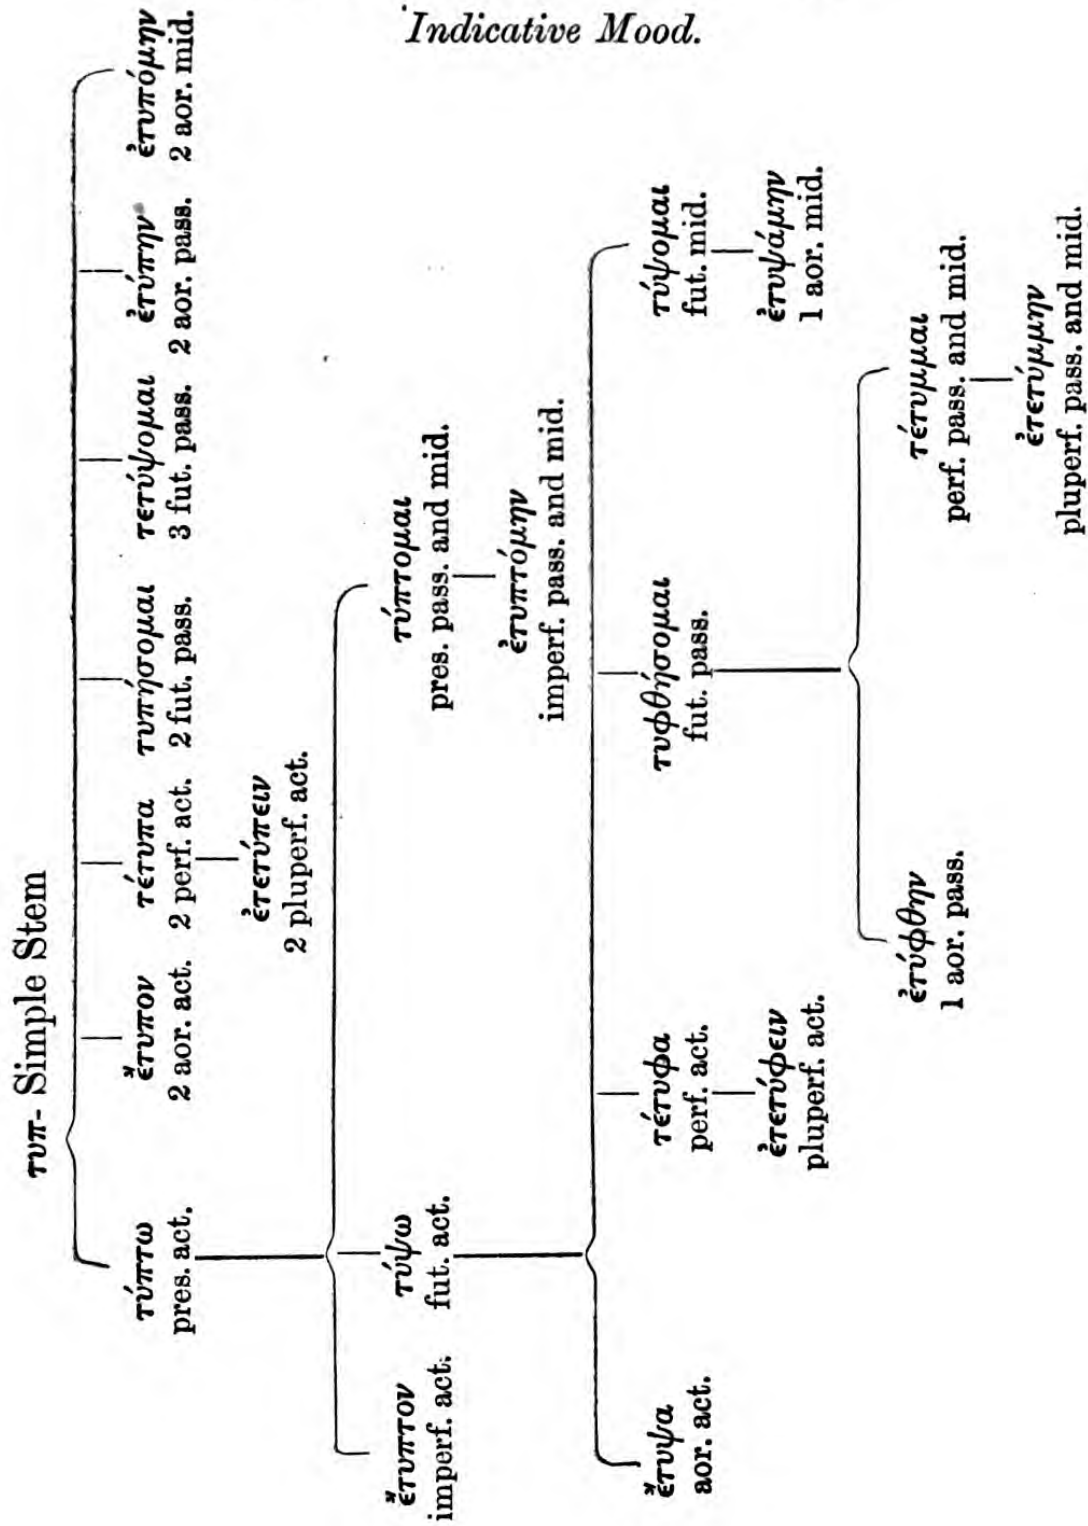 Indicative Mood.
τυπ- Simple Stem
τύπτω
pres. act.
ἔτυπον
2 aor. act.
τέτυπα
2 perf. act.
ἐτετύπειν
2 pluperf. act.
τυπήσομαι
2 fut. pass.
τετύψομαι
3 fut. pass.
ἐτύπην
2 aor. pass.
ἐτυπόμην
2 aor. mid.
ἔτυπτον
imperf. act.
τύψω
fut. act.
τύπτομαι
pres. pass. and mid.
ἐτυπτόμην
imperf. pass. and mid.
ἔτυψα
aor. act.
τέτυφα
perf. act.
ἐτετύφειν
pluperf. act.
τυφθήσομαι
fut. pass.
τύψομαι
fut. mid.
ἐτυψάμην
1 aor. mid.
ἐτύφθην
1 aor. pass.
τέτυμμαι
perf. pass. and mid.
ἐτετύμμην
pluperf. pass. and mid.